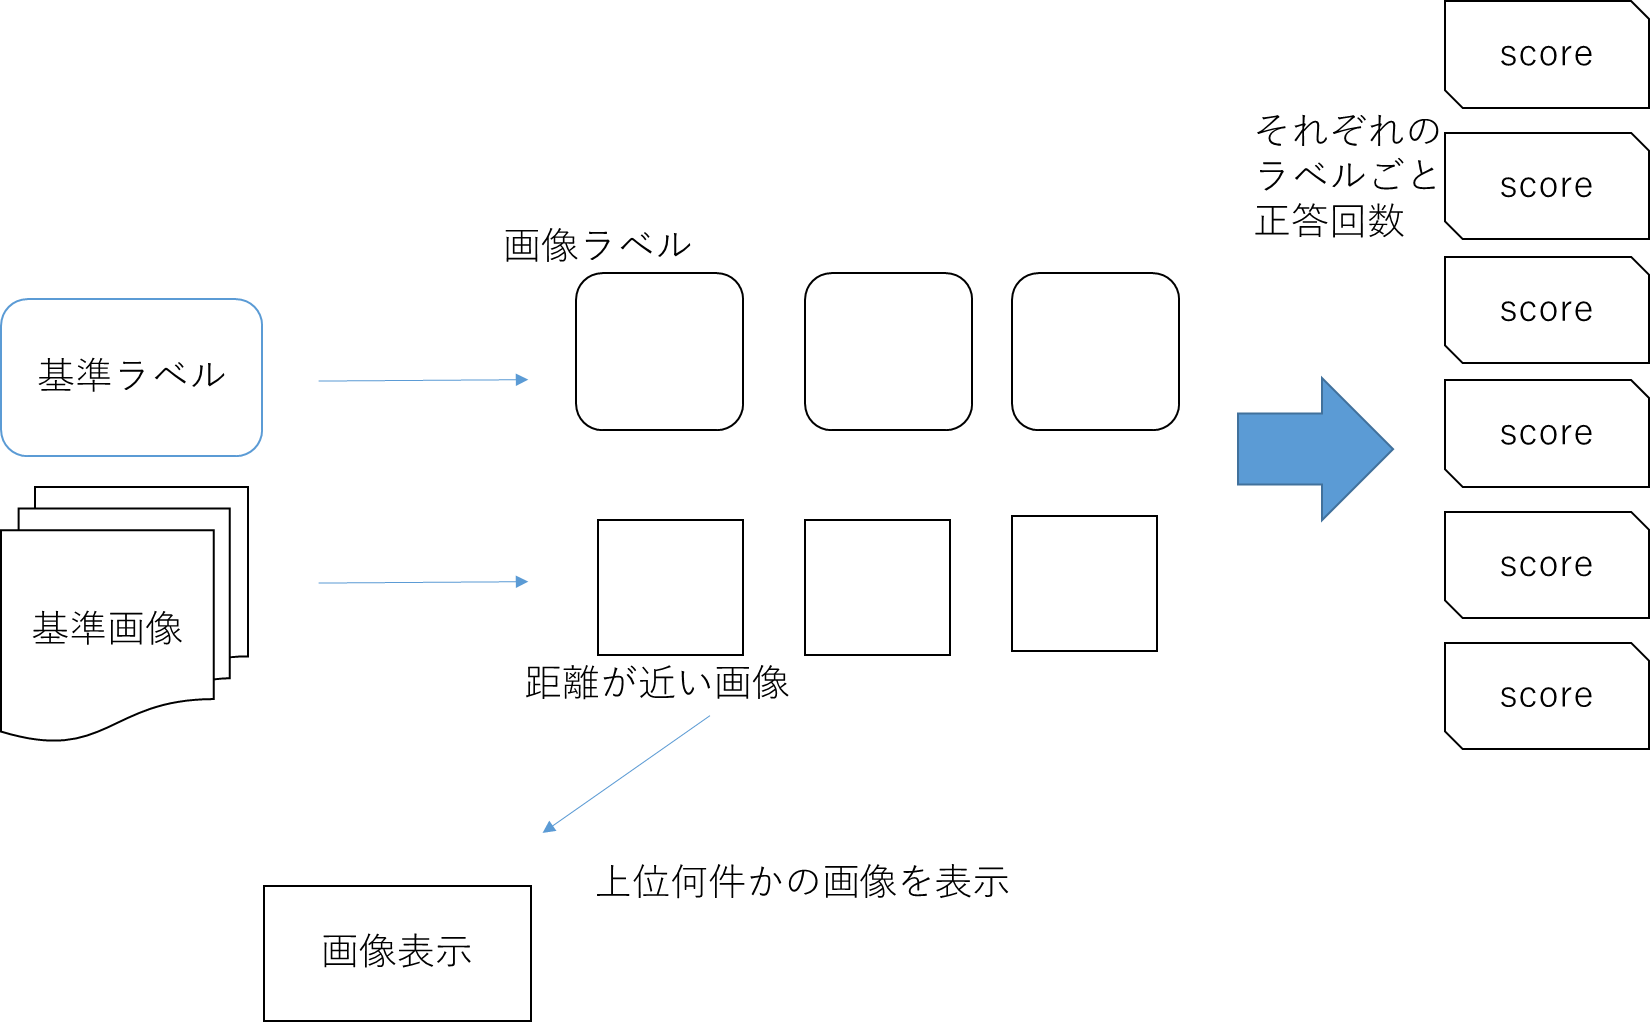 基準ラベル
基準画像
画像ラベル
距離が近い画像
画像表示
上位何件かの画像を表示
それぞれの
ラベルごと
正答回数
score
score
score
score
score
score